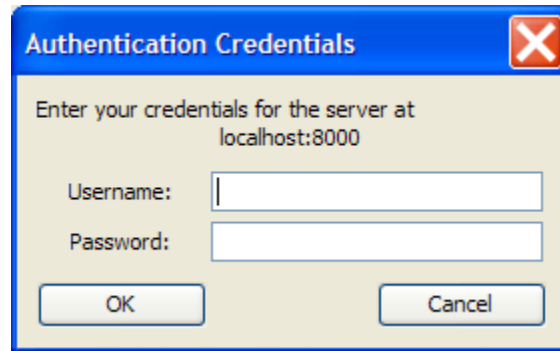 Authentication Credentials
Enter your credentials for the server at
localhost:8000
Username:
Password:
OK Cancel